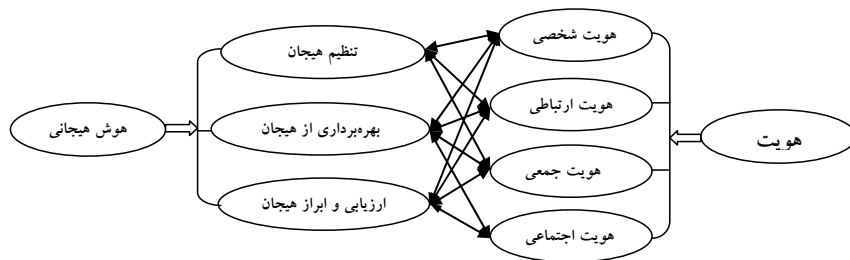 هویت شخصی
تنظیم هیجان
هویت ارتباطی
هویت
بهره‌برداری از هیجان
هوش هیجانی
هویت جمعی
ارزیابی و ابراز هیجان
هویت اجتماعی